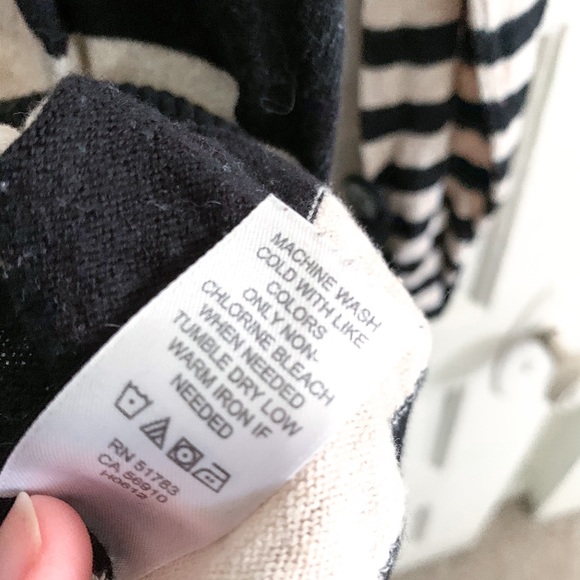 MACHINE WASH
COLD WITH LIKE
COLORS
ONLY NON-
CHLORINE BLEACH
WHEN NEEDED
TUMBLE DRY LOW
WARM IRON IF
NEEDED
RN 51783
CA 56910
H0612